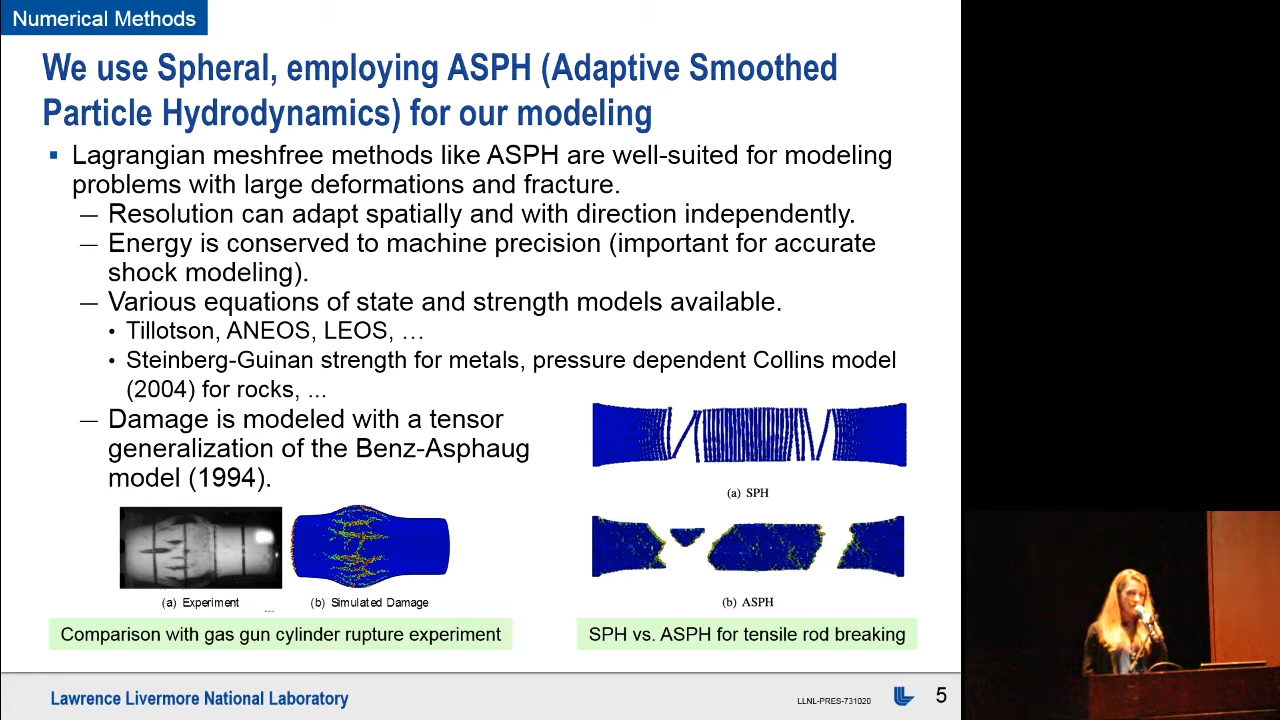 Numerical Methods
We use Spheral, employing ASPH (Adaptive Smoothed
Particle Hydrodynamics) for our modeling
▪ Lagrangian meshfree methods like ASPH are well-suited for modeling
problems with large deformations and fracture.
— Resolution can adapt spatially and with direction independently.
— Energy is conserved to machine precision (important for accurate
shock modeling).
— Various equations of state and strength models available.
• Tillotson, ANEOS, LEOS, …
• Steinberg-Guinan strength for metals, pressure dependent Collins model
(2004) for rocks, ...
— Damage is modeled with a tensor
generalization of the Benz-Asphaug
model (1994).
(a) SPH
(b) ASPH
(a) Experiment
(b) Simulated Damage
Comparison with gas gun cylinder rupture experiment
SPH vs. ASPH for tensile rod breaking
Lawrence Livermore National Laboratory
LLNL-PRES-731020
5